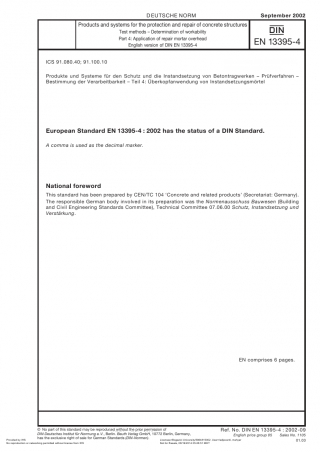 DEUTSCHE NORM
September 2002
Products and systems for the protection and repair of concrete structures
Test methods – Determination of workability
Part 4: Application of repair mortar overhead
English version of DIN EN 13395-4
DIN
EN 13395-4
ICS 91.080.40; 91.100.10
Produkte und Systeme für den Schutz und die Instandsetzung von Betontragwerken – Prüfverfahren –
Bestimmung der Verarbeitbarkeit – Teil 4: Überkopfanwendung von Instandsetzungsmörtel
European Standard EN 13395-4 : 2002 has the status of a DIN Standard.
A comma is used as the decimal marker.
National foreword
This standard has been prepared by CEN/TC 104 'Concrete and related products' (Secretariat: Germany).
The responsible German body involved in its preparation was the Normenausschuss Bauwesen (Building
and Civil Engineering Standards Committee), Technical Committee 07.06.00 Schutz, Instandsetzung und
Verstärkung.
EN comprises 6 pages.
© No part of this standard may be reproduced without the prior permission of
DIN Deutsches Institut für Normung e.V., Berlin. Beuth Verlag GmbH, 10772 Berlin, Germany,
has the exclusive right of sale for German Standards (DIN-Normen).
Ref. No. DIN EN 13395-4 : 2002-09
English price group 06 Sales No. 1106
01.03